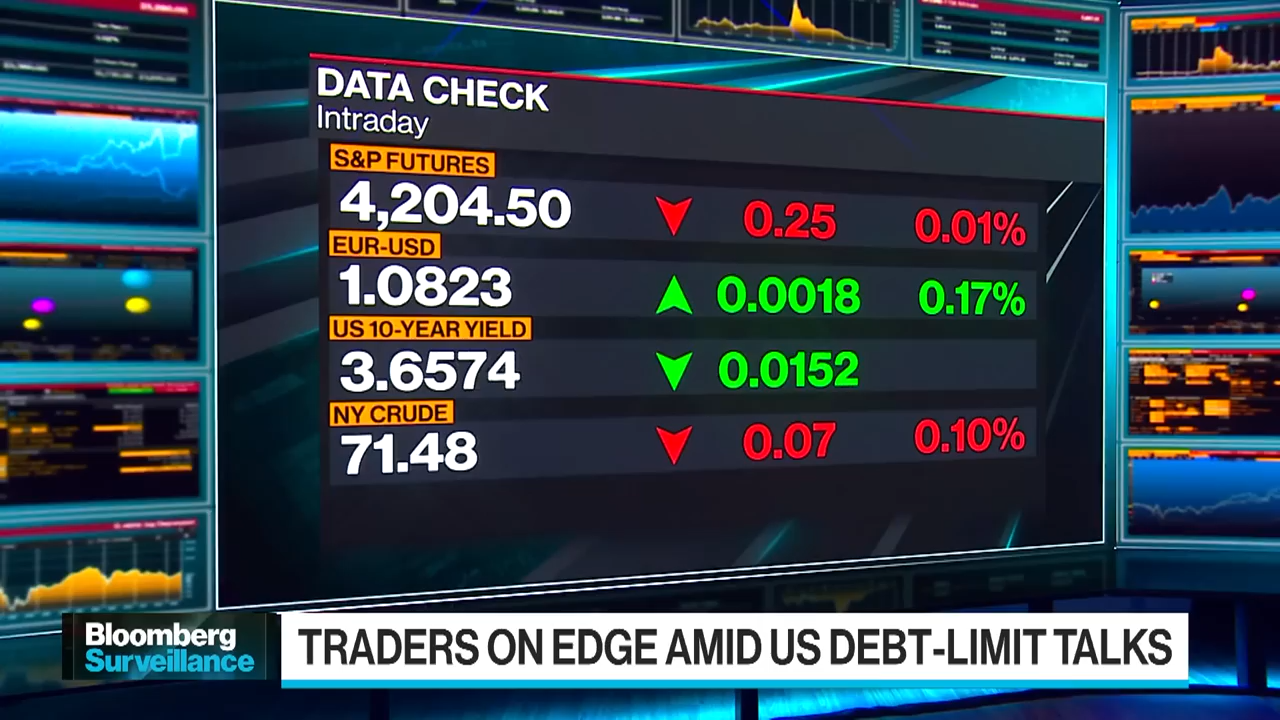 DATA CHECK
Intraday
S&P FUTURES
4,204.50 ▼ 0.25 0.01%
EUR-USD
1.0823 ▲ 0.0018 0.17%
US 10-YEAR YIELD
3.6574 ▼ 0.0152
NY CRUDE
71.48 ▼ 0.07 0.10%
Bloomberg
Surveillance
TRADERS ON EDGE AMID US DEBT-LIMIT TALKS